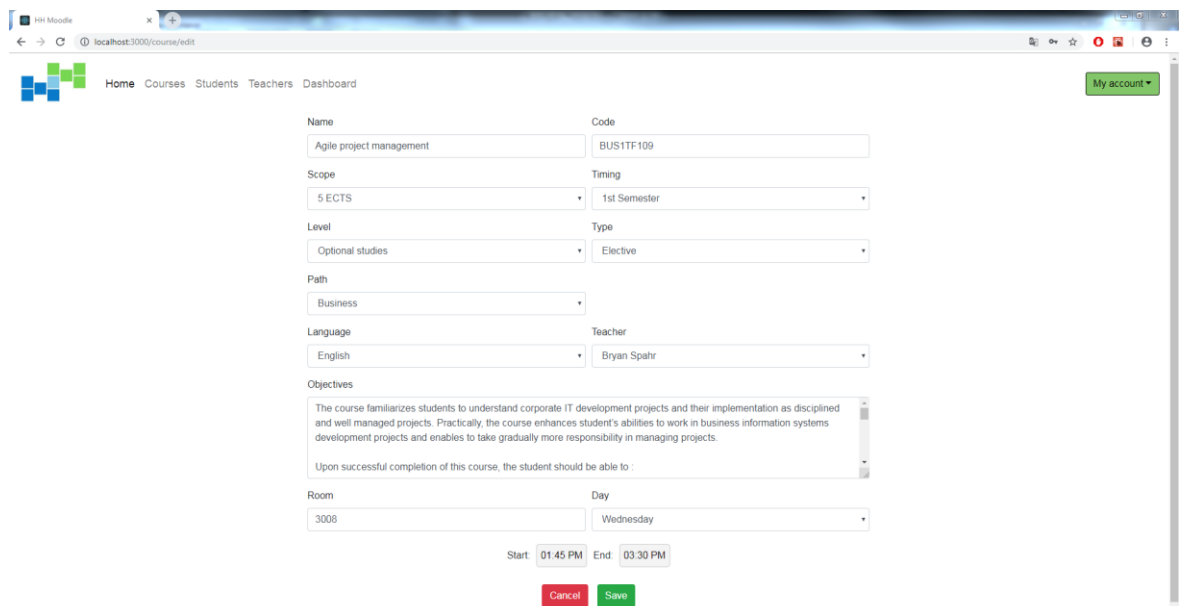 HH Moodle
localhost:3000/course/edit
Home Courses Students Teachers Dashboard
My account
Name Code
Agile project management BUS1TF109
Scope Timing
5 ECTS 1st Semester
Level Type
Optional studies Elective
Path
Business
Language Teacher
English Bryan Spahr
Objectives
The course familiarizes students to understand corporate IT development projects and their implementation as disciplined
and well managed projects. Practically, the course enhances student's abilities to work in business information systems
development projects and enables to take gradually more responsibility in managing projects.
Upon successful completion of this course, the student should be able to :
Room Day
3008 Wednesday
Start: 01:45 PM End: 03:30 PM
Cancel Save